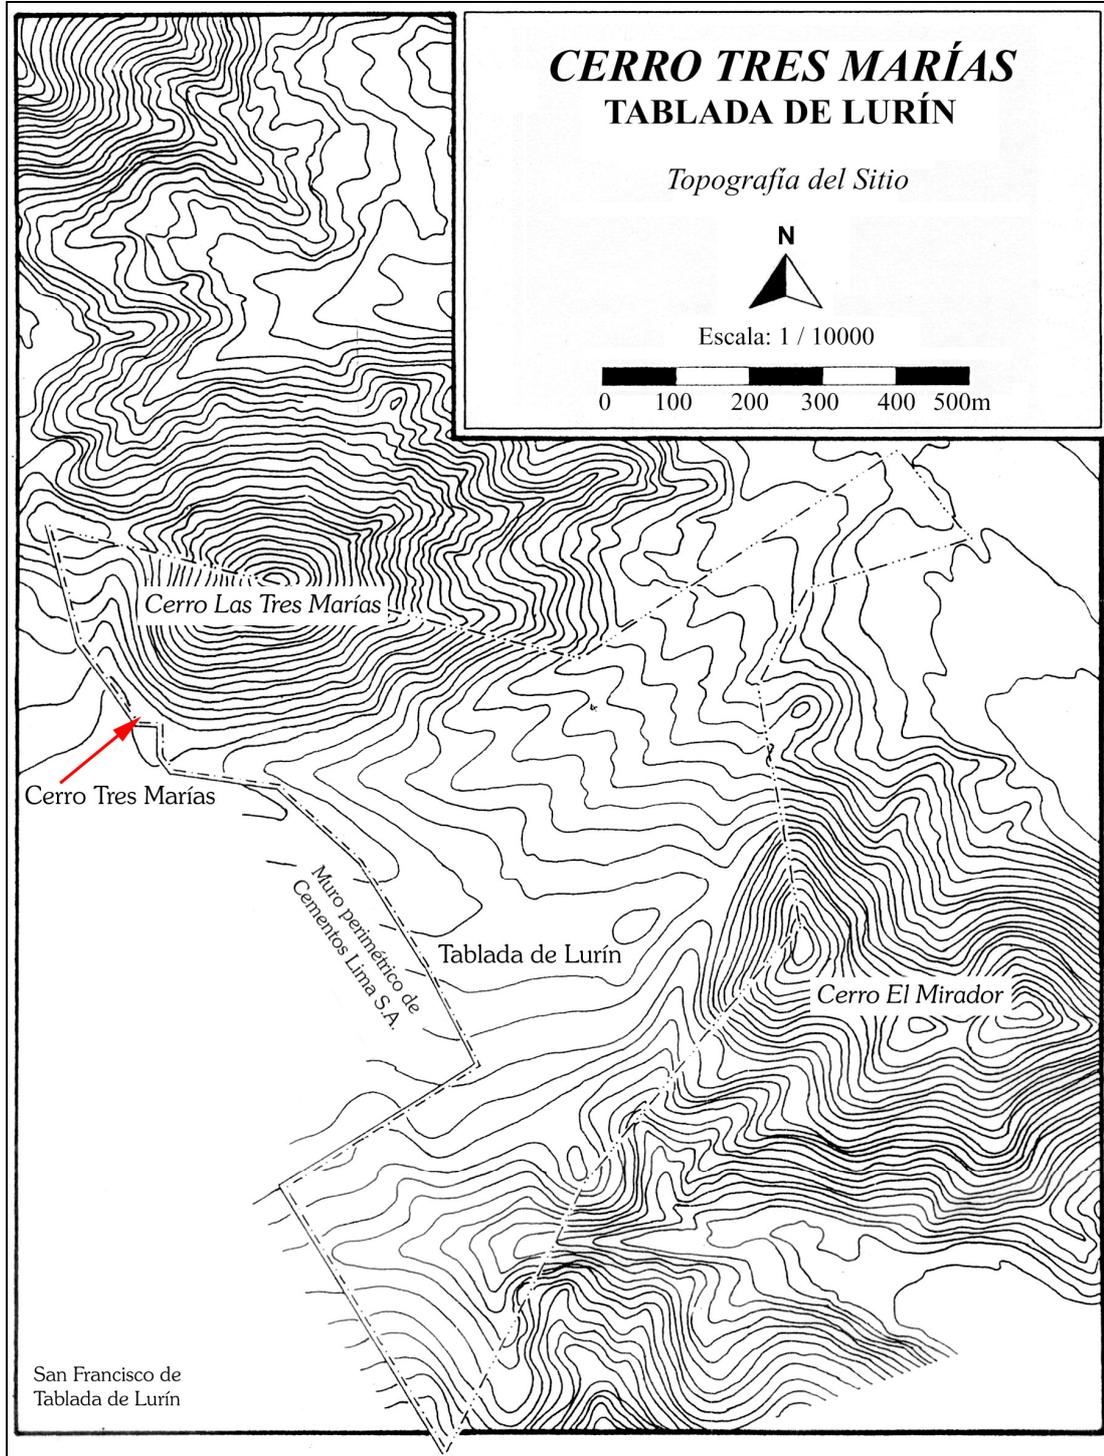 CERRO TRES MARÍAS
TABLADA DE LURÍN
Topografía del Sitio
N
Escala: 1 / 10000
0 100 200 300 400 500m
Cerro Las Tres Marías
Cerro Tres Marías
Muro perimétrico de
Cementos Lima S.A.
Tablada de Lurín
Cerro El Mirador
San Francisco de
Tablada de Lurín